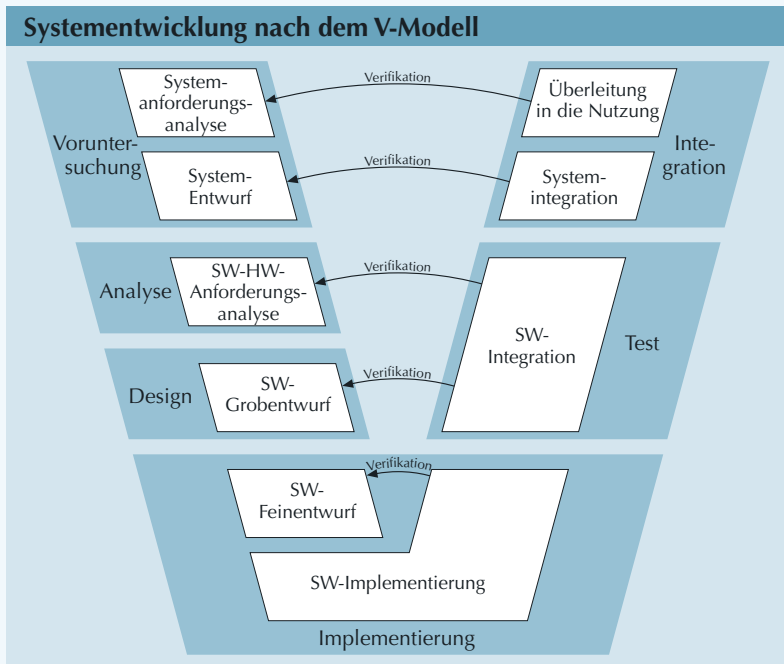 Systementwicklung nach dem V-Modell
System-
anforderungs-
analyse
Verifikation
Überleitung
in die Nutzung
Vorunter-
suchung
Inte-
gration
System-
Entwurf
Verifikation
System-
integration
Analyse
SW-HW-
Anforderungs-
analyse
Verifikation
SW-
Integration
Test
Design
SW-
Grobentwurf
Verifikation
SW-
Feinentwurf
Verifikation
SW-Implementierung
Implementierung